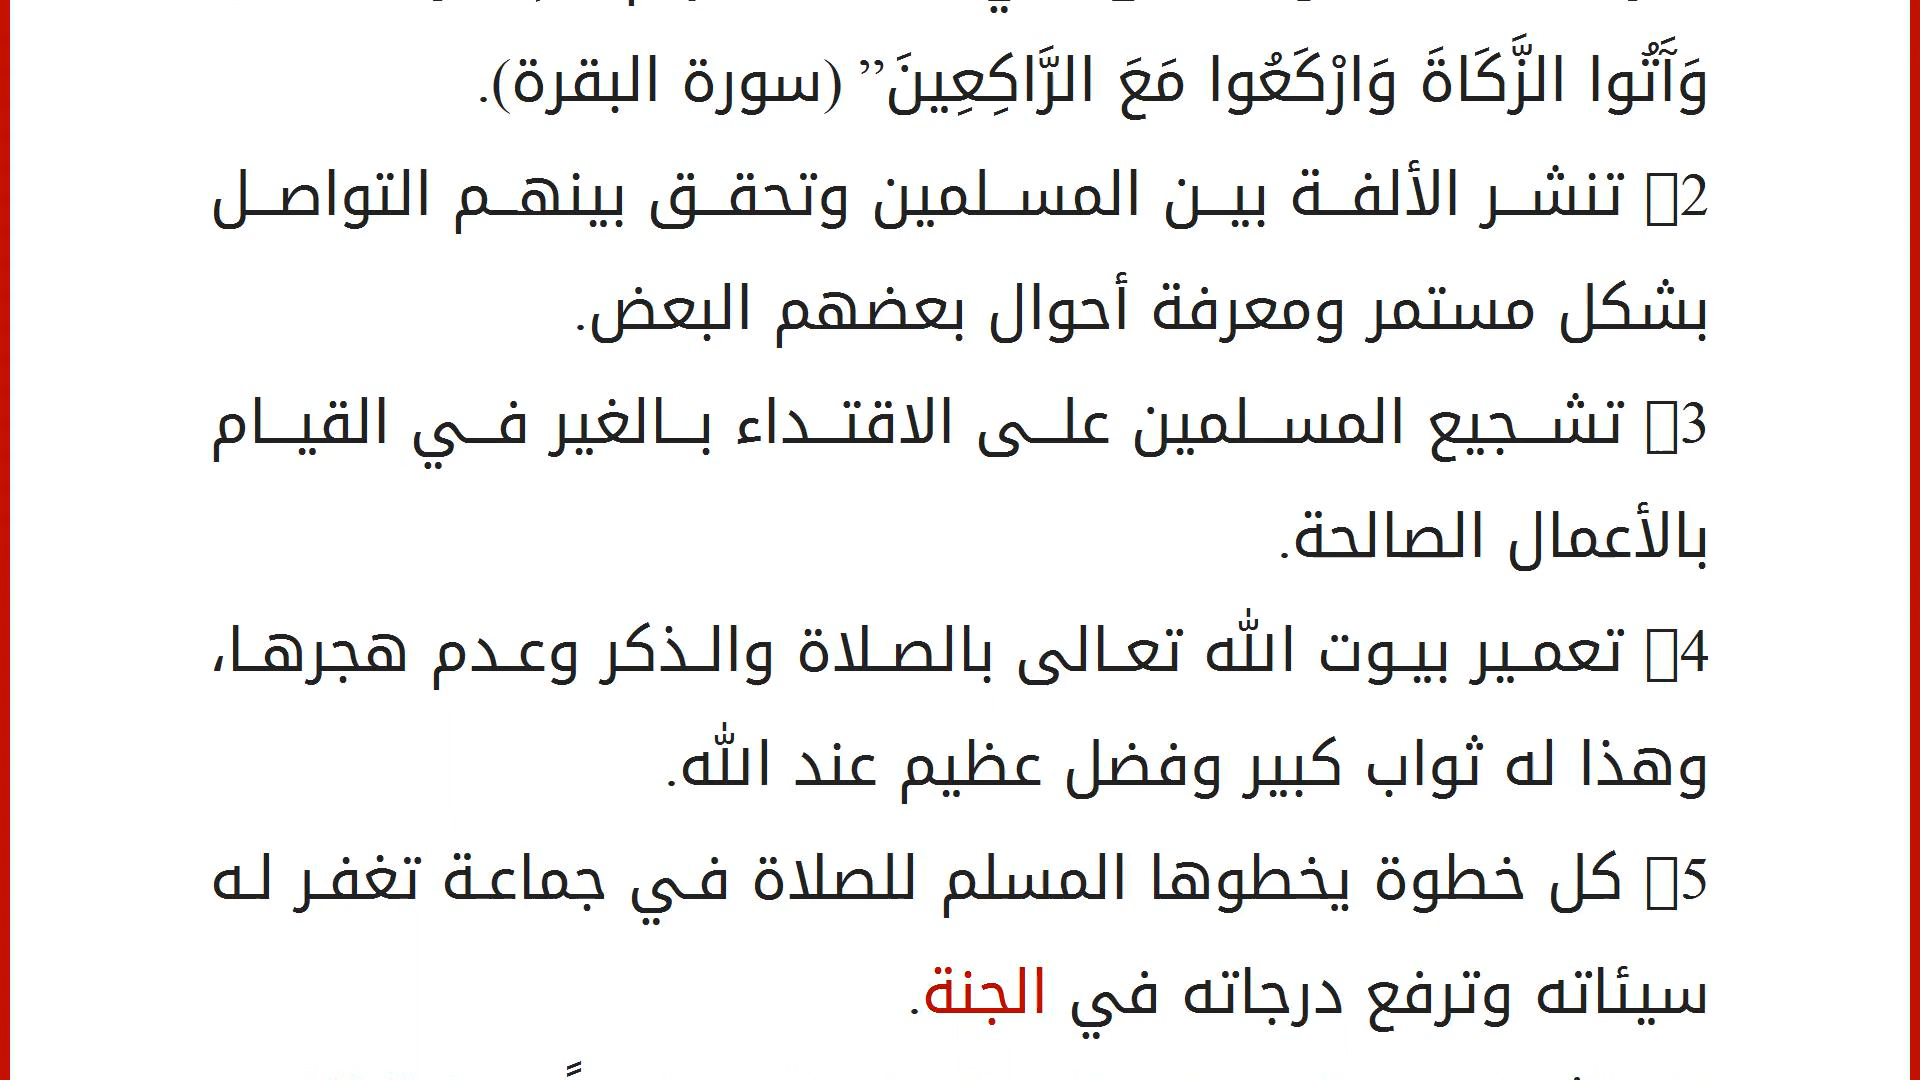 وَآَتُوا الزَّكَاةَ وَارْكَعُوا مَعَ الرَّاكِعِينَ” (سورة البقرة).
2 تنشر الألفة بين المسلمين وتحقق بينهم التواصل
بشكل مستمر ومعرفة أحوال بعضهم البعض.
3 تشجيع المسلمين على الاقتداء بالغير في القيام
بالأعمال الصالحة.
4 تعمير بيوت الله تعالى بالصلاة والذكر وعدم هجرها،
وهذا له ثواب كبير وفضل عظيم عند الله.
5 كل خطوة يخطوها المسلم للصلاة في جماعة تغفر له
سيئاته وترفع درجاته في الجنة.